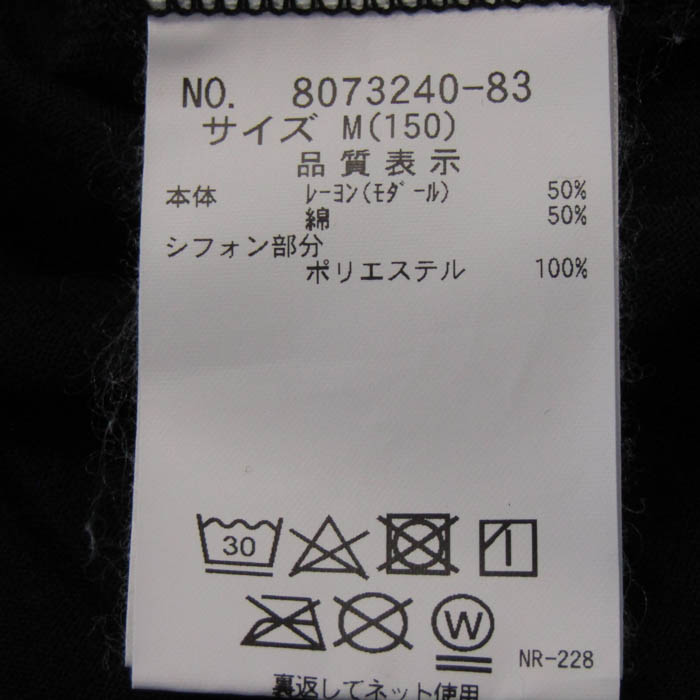 NO. 8073240-83
サイズ M(150)
品質表示
本体 レーヨン(モダール) 50%
綿 50%
シフォン部分
ポリエステル 100%
30
W
NR-228
裏返してネット使用